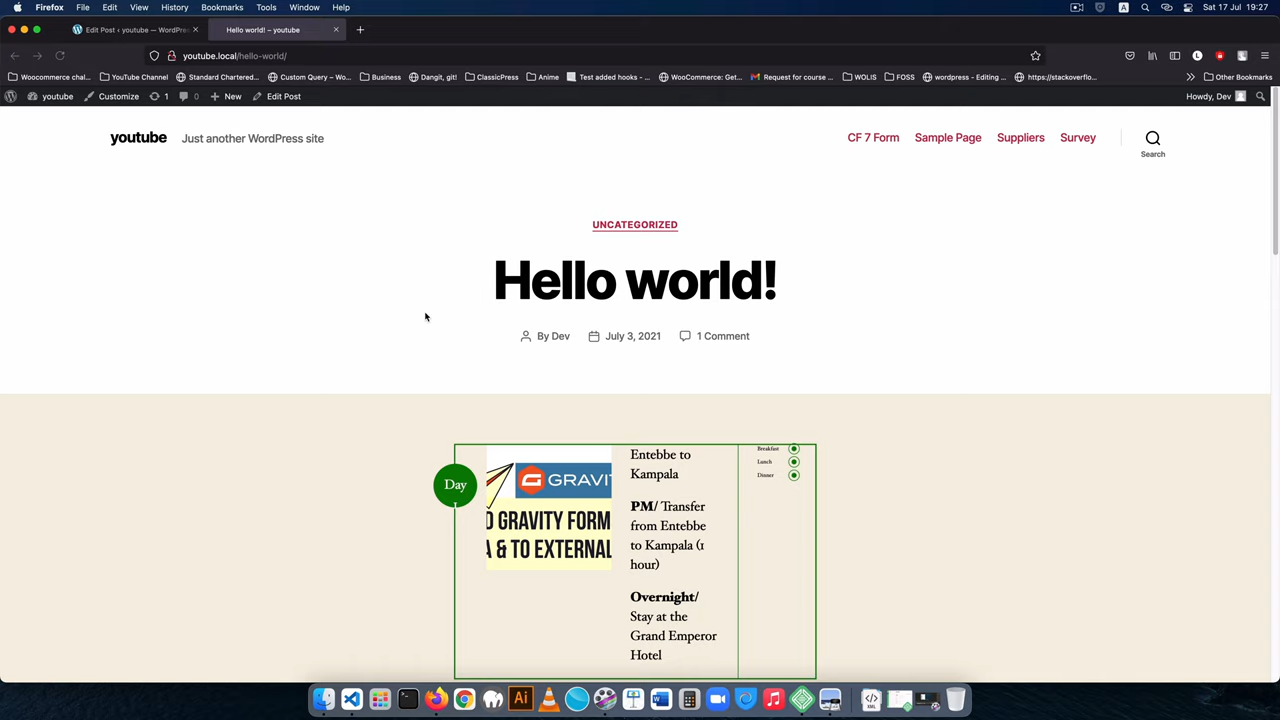 Firefox File Edit View History Bookmarks Tools Window Help
A
Sat 17 Jul 19:27
Edit Post ‹ youtube — WordPre
Hello world! – youtube
youtube.local/hello-world/
Woocommerce chal...
YouTube Channel
Standard Chartered...
Custom Query – Wo...
Business
Dangit, git!
ClassicPress
Anime
Test added hooks - ...
WooCommerce: Get...
Request for course ...
WOLIS
FOSS
wordpress - Editing ...
https://stackoverflo...
Other Bookmarks
youtube
Customize
1
0
New
Edit Post
Howdy, Dev
youtube
Just another WordPress site
CF 7 Form
Sample Page
Suppliers
Survey
Search
UNCATEGORIZED
Hello world!
By Dev
July 3, 2021
1 Comment
Day
G GRAVI
D GRAVITY FORM
A & TO EXTERNAL
Entebbe to
Kampala
PM/ Transfer
from Entebbe
to Kampala (1
hour)
Overnight/
Stay at the
Grand Emperor
Hotel
Breakfast
Lunch
Dinner
Ai
XML